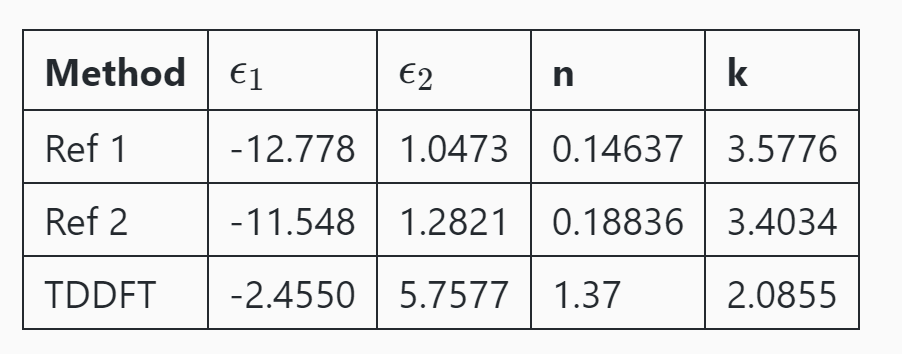 Method ϵ₁ ϵ₂ n k
Ref 1 -12.778 1.0473 0.14637 3.5776
Ref 2 -11.548 1.2821 0.18836 3.4034
TDDFT -2.4550 5.7577 1.37 2.0855